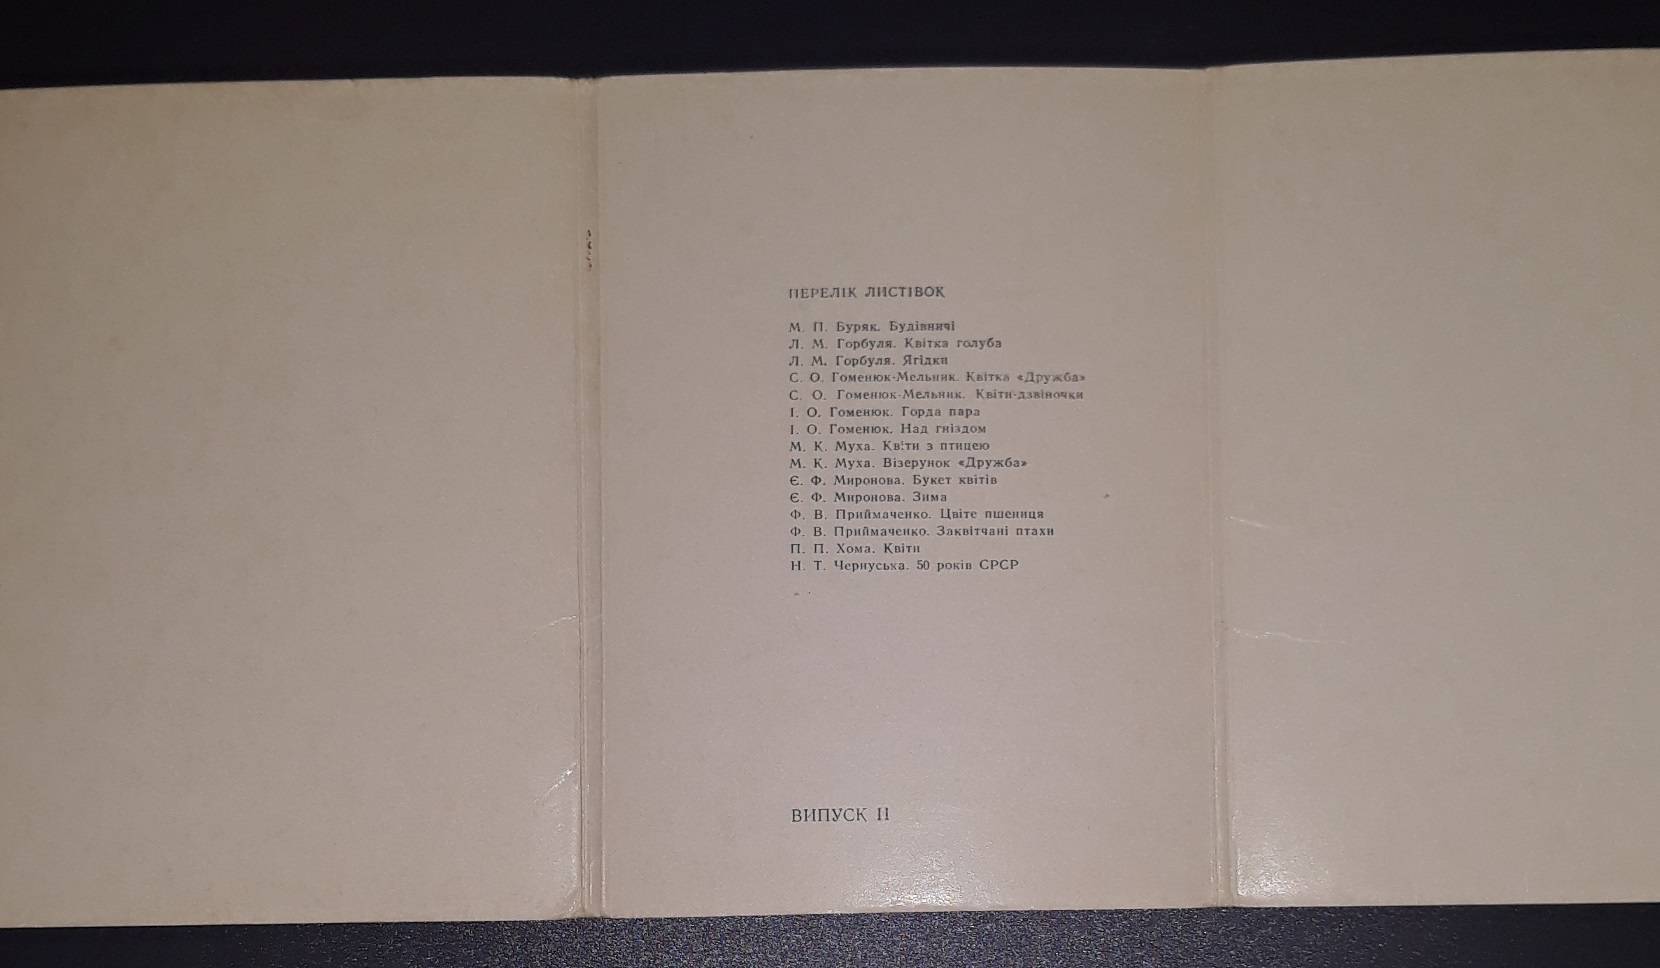 ПЕРЕЛІК ЛИСТІВОК
М. П. Буряк. Будівничі
Л. М. Горбуля. Квітка голуба
Л. М. Горбуля. Ягідки
С. О. Гоменюк-Мельник. Квітка «Дружба»
С. О. Гоменюк-Мельник. Квіти-дзвіночки
І. О. Гоменюк. Горда пара
І. О. Гоменюк. Над гніздом
М. К. Муха. Квіти з птицею
М. К. Муха. Візерунок «Дружба»
Є. Ф. Миронова. Букет квітів
Є. Ф. Миронова. Зима
Ф. В. Приймаченко. Цвіте пшениця
Ф. В. Приймаченко. Заквітчані птахи
П. П. Хома. Квіти
Н. Т. Чернуська. 50 років СРСР
ВИПУСК II